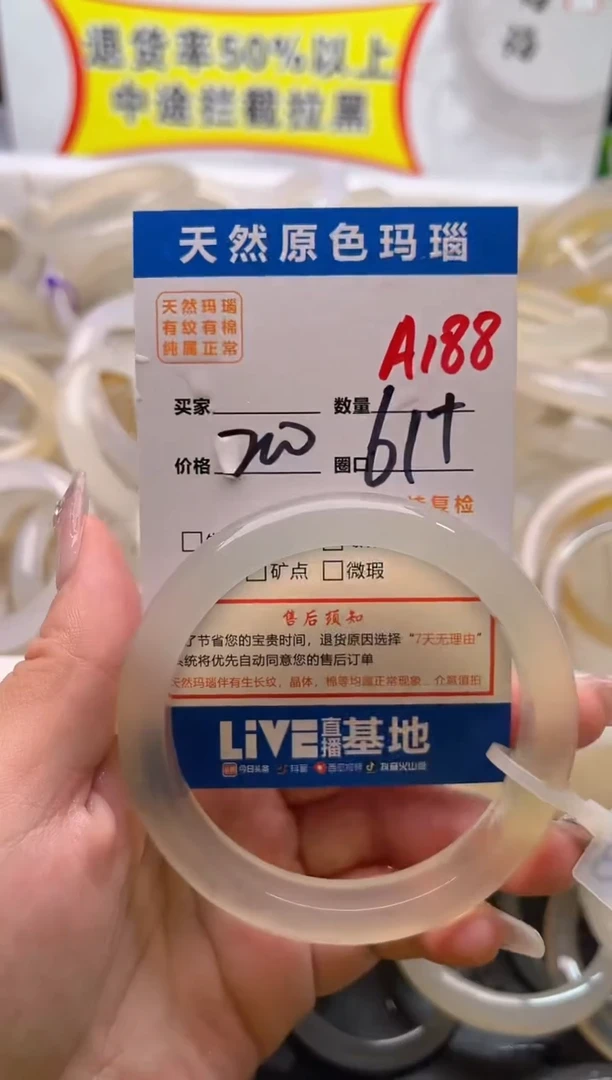 退货率50%以上
中途拦截拉黑
天然原色玛瑙
天然玛瑙
有纹有棉
纯属正常
A188
买家 数量
价格 200 圈口 61+
复检
矿点 微瑕
售后须知
了节省您的宝贵时间，退货原因选择“7天无理由”
系统将优先自动同意您的售后订单
天然玛瑙伴有生长纹、晶体、棉等均属正常现象，介意慎拍
LiVE直播基地
今日头条 抖音 西瓜视频 抖音火山版